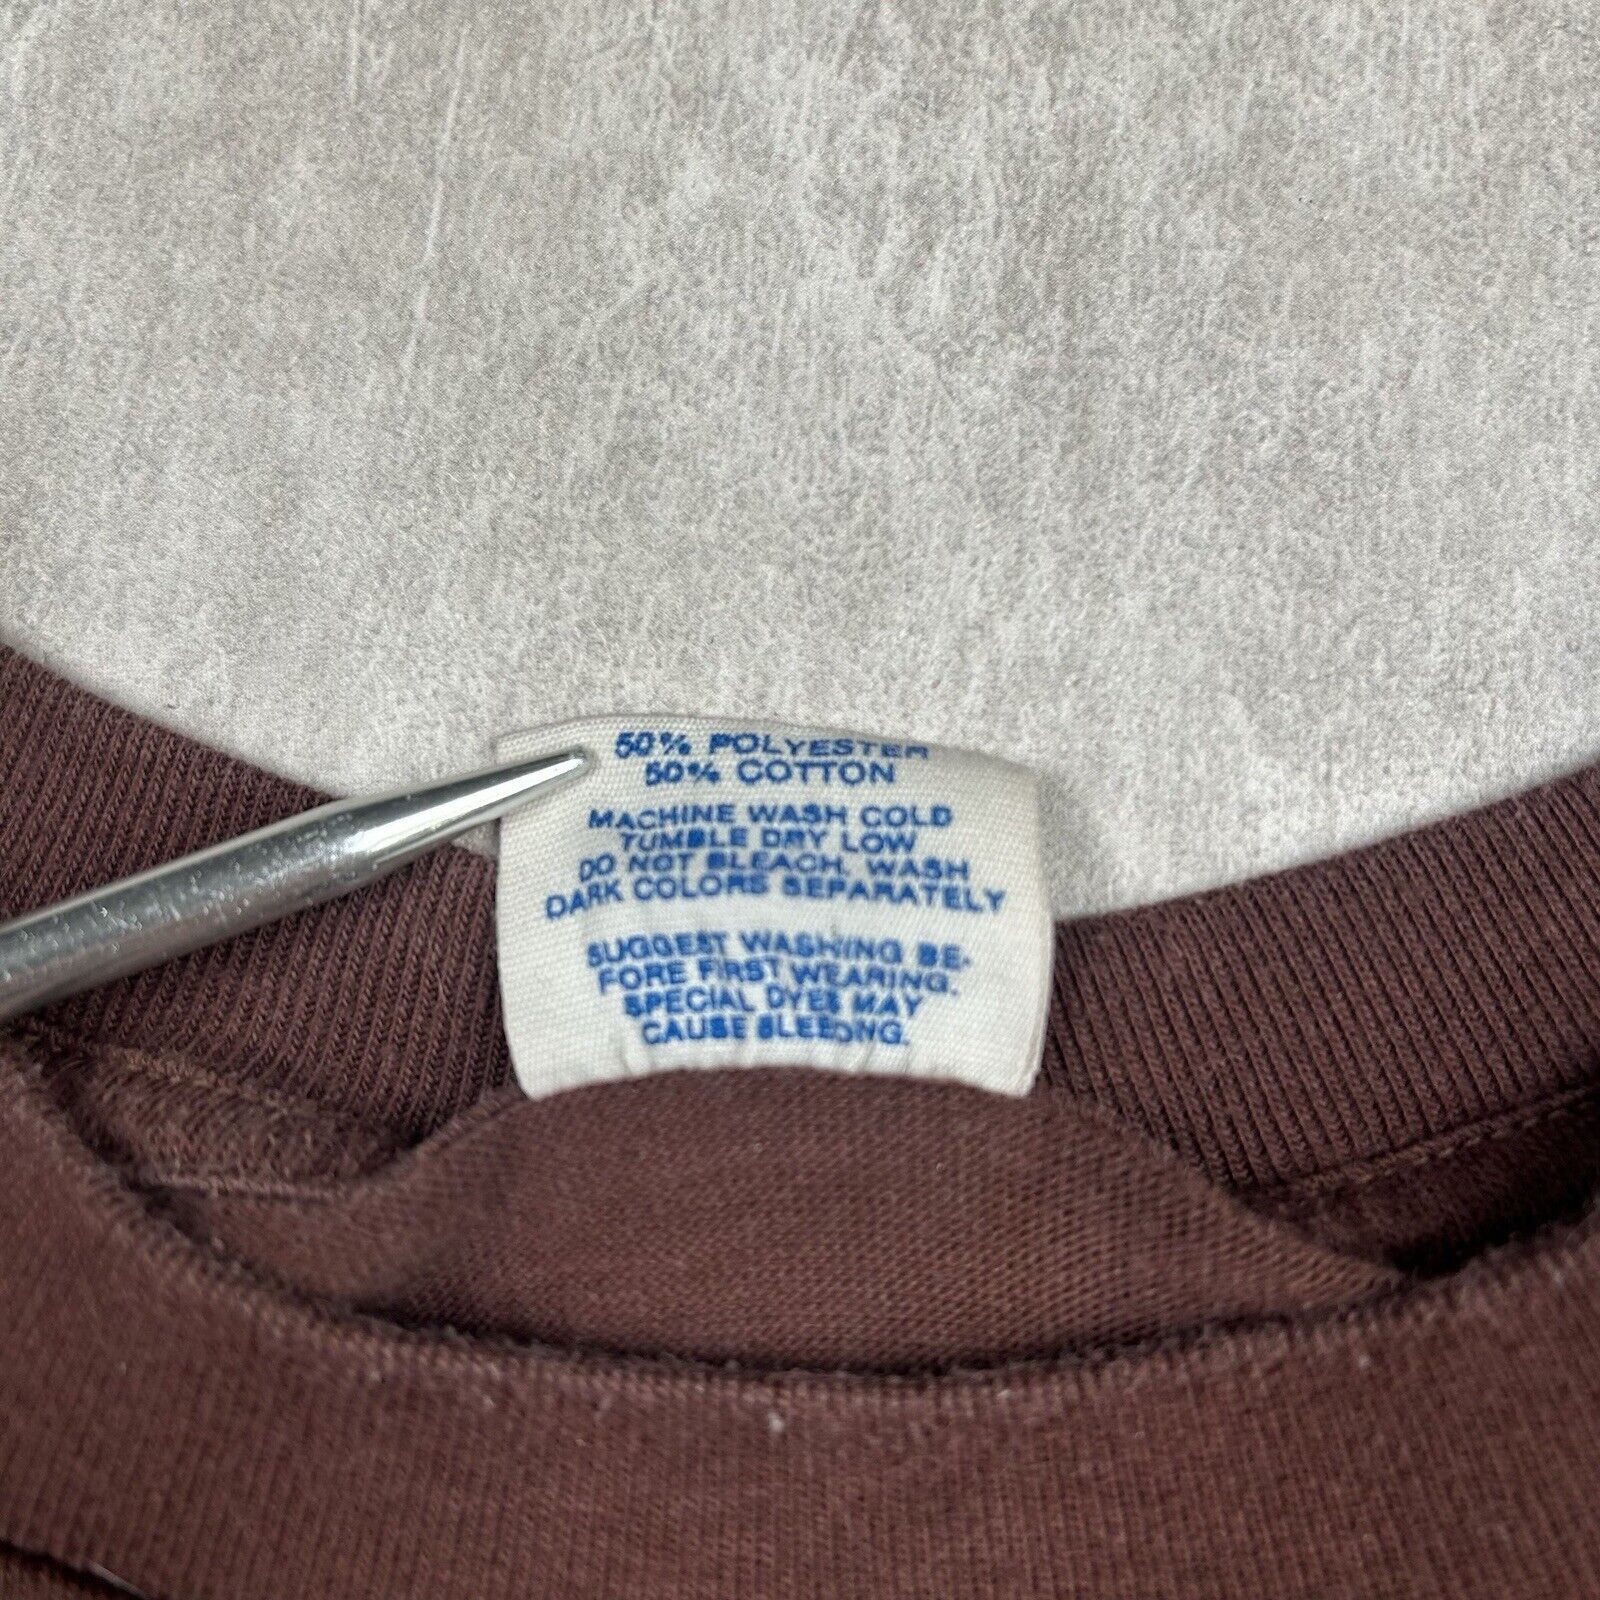 50% POLYESTER
50% COTTON
MACHINE WASH COLD
TUMBLE DRY LOW
DO NOT BLEACH, WASH
DARK COLORS SEPARATELY
SUGGEST WASHING BE-
FORE FIRST WEARING.
SPECIAL DYES MAY
CAUSE BLEEDING.